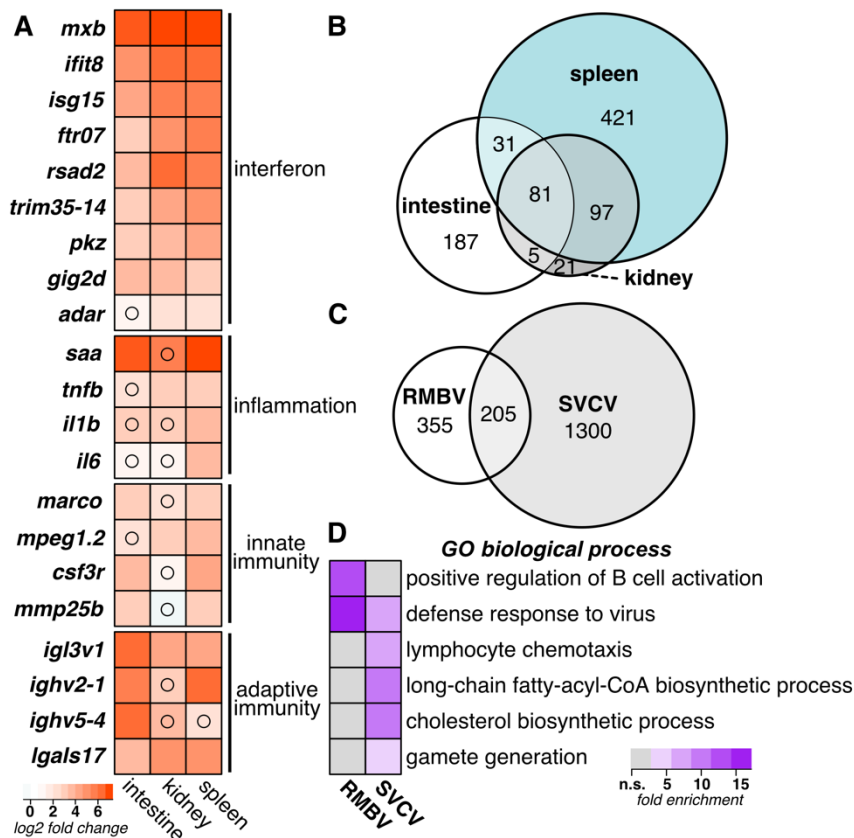 A
mxb
ifit8
isg15
ftr07
rsad2
trim35-14
pkz
gig2d
adar
interferon
saa
tnfb
il1b
il6
inflammation
marco
mpeg1.2
csf3r
mmp25b
innate
immunity
igl3v1
ighv2-1
ighv5-4
lgals17
adaptive
immunity
intestine
kidney
spleen
0 2 4 6
log2 fold change
B
spleen
421
31
81
97
intestine
187
5
21
kidney
C
RMBV
355
205
SVCV
1300
D
GO biological process
positive regulation of B cell activation
defense response to virus
lymphocyte chemotaxis
long-chain fatty-acyl-CoA biosynthetic process
cholesterol biosynthetic process
gamete generation
RMBV
SVCV
n.s. 5 10 15
fold enrichment